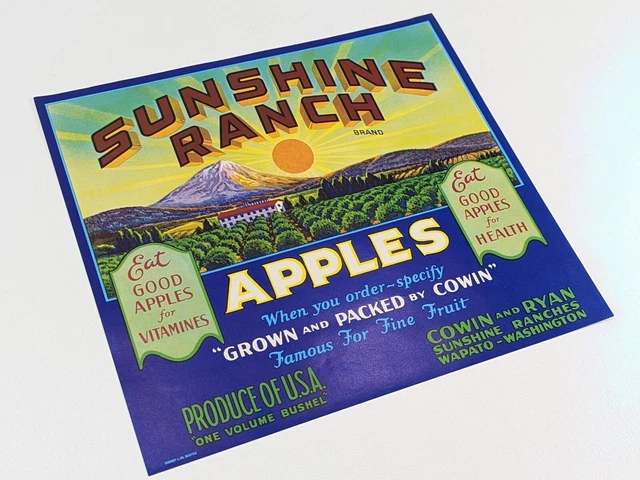 SUNSHINE
RANCH
BRAND
Eat
GOOD
APPLES
for
HEALTH
Eat
GOOD
APPLES
for
VITAMINES
APPLES
When you order~specify
"GROWN AND PACKED BY COWIN"
Famous For Fine Fruit
COWIN AND RYAN
SUNSHINE RANCHES
WAPATO-WASHINGTON
PRODUCE OF U.S.A.
"ONE VOLUME BUSHEL"